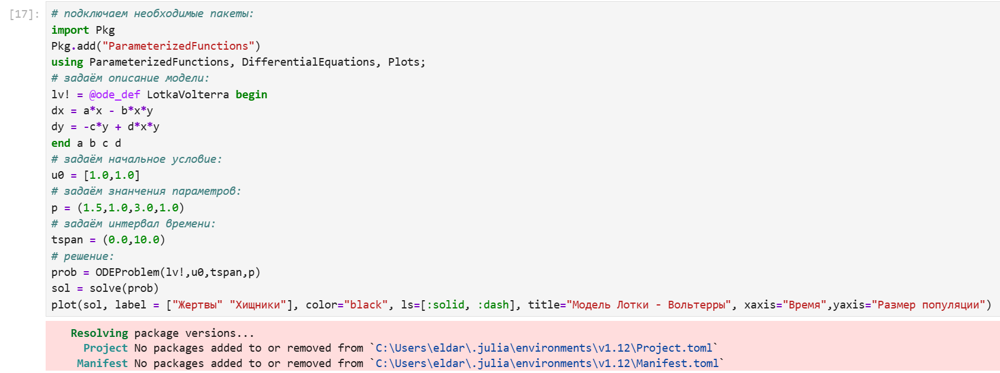 [17]:
# подключаем необходимые пакеты:
import Pkg
Pkg.add("ParameterizedFunctions")
using ParameterizedFunctions, DifferentialEquations, Plots;
# задаём описание модели:
lv! = @ode_def LotkaVolterra begin
dx = a*x - b*x*y
dy = -c*y + d*x*y
end a b c d
# задаём начальное условие:
u0 = [1.0,1.0]
# задаём знанчения параметров:
p = (1.5,1.0,3.0,1.0)
# задаём интервал времени:
tspan = (0.0,10.0)
# решение:
prob = ODEProblem(lv!,u0,tspan,p)
sol = solve(prob)
plot(sol, label = ["Жертвы" "Хищники"], color="black", ls=[:solid, :dash], title="Модель Лотки - Вольтерры", xaxis="Время",yaxis="Размер популяции")
Resolving package versions...
Project No packages added to or removed from `C:\Users\eldar\.julia\environments\v1.12\Project.toml`
Manifest No packages added to or removed from `C:\Users\eldar\.julia\environments\v1.12\Manifest.toml`